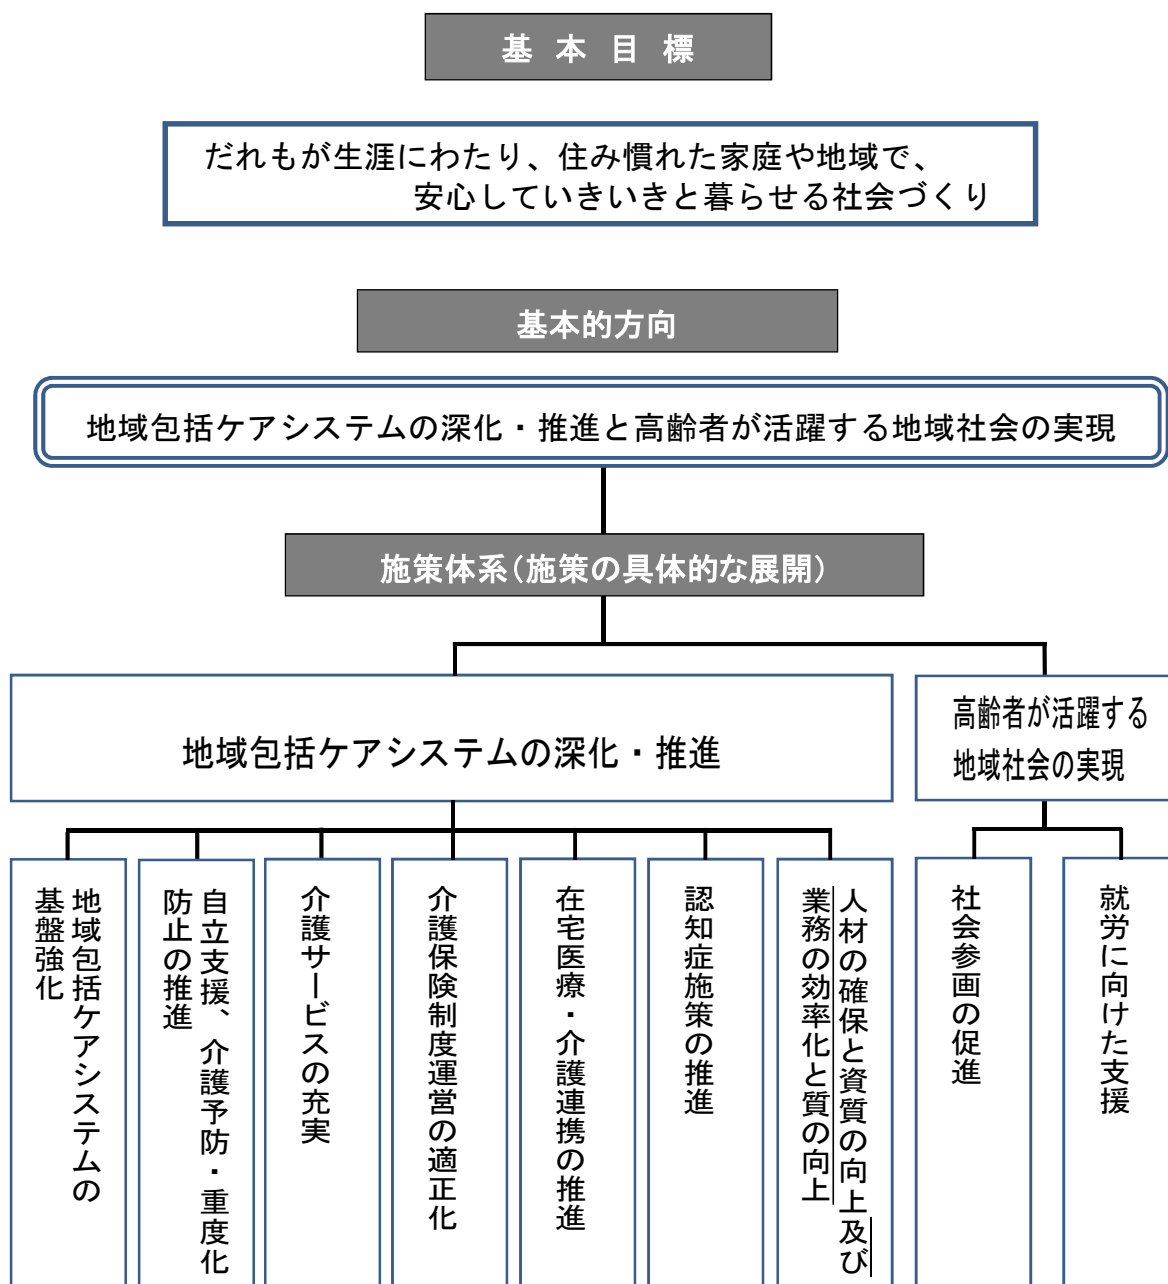 基本目標
だれもが生涯にわたり、住み慣れた家庭や地域で、
安心していきいきと暮らせる社会づくり
基本的方向
地域包括ケアシステムの深化・推進と高齢者が活躍する地域社会の実現
施策体系（施策の具体的な展開）
地域包括ケアシステムの深化・推進
高齢者が活躍する
地域社会の実現
地域包括ケアシステムの
基盤強化
自立支援、介護予防・重度化
防止の推進
介護サービスの充実
介護保険制度運営の適正化
在宅医療・介護連携の推進
認知症施策の推進
人材の確保と資質の向上及び
業務の効率化と質の向上
社会参画の促進
就労に向けた支援